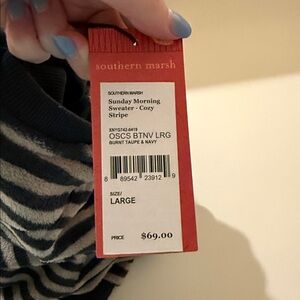 southern marsh
SOUTHERN MARSH
Sunday Morning
Sweater - Cozy
Stripe
OSCS BTNV LRG
BURNT TAUPE & NAVY
8 89542 23912 9
SIZE/
LARGE
PRICE $69.00